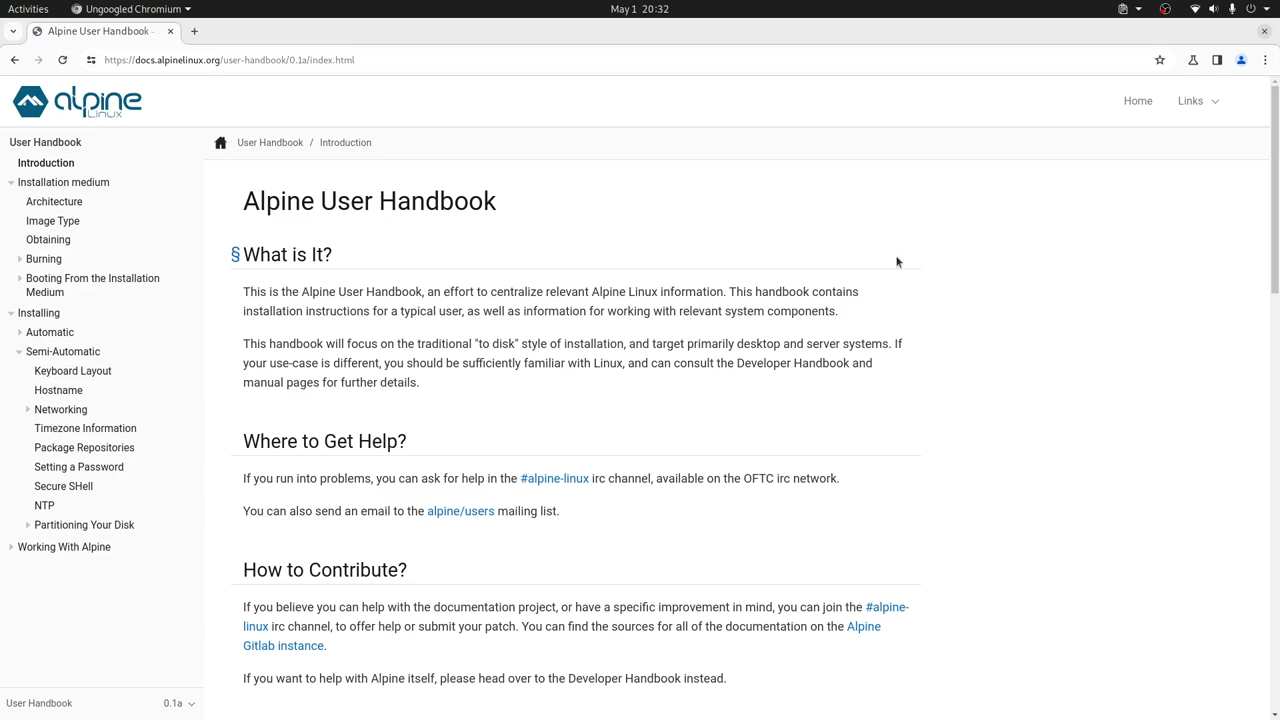 Activities
Ungoogled Chromium
May 1 20:32
Alpine User Handbook
https://docs.alpinelinux.org/user-handbook/0.1a/index.html
alpine
LINUX
Home
Links
User Handbook
Introduction
Installation medium
Architecture
Image Type
Obtaining
Burning
Booting From the Installation
Medium
Installing
Automatic
Semi-Automatic
Keyboard Layout
Hostname
Networking
Timezone Information
Package Repositories
Setting a Password
Secure SHell
NTP
Partitioning Your Disk
Working With Alpine
User Handbook
0.1a
User Handbook / Introduction
Alpine User Handbook
§ What is It?
This is the Alpine User Handbook, an effort to centralize relevant Alpine Linux information. This handbook contains
installation instructions for a typical user, as well as information for working with relevant system components.
This handbook will focus on the traditional "to disk" style of installation, and target primarily desktop and server systems. If
your use-case is different, you should be sufficiently familiar with Linux, and can consult the Developer Handbook and
manual pages for further details.
Where to Get Help?
If you run into problems, you can ask for help in the #alpine-linux irc channel, available on the OFTC irc network.
You can also send an email to the alpine/users mailing list.
How to Contribute?
If you believe you can help with the documentation project, or have a specific improvement in mind, you can join the #alpine-
linux irc channel, to offer help or submit your patch. You can find the sources for all of the documentation on the Alpine
Gitlab instance.
If you want to help with Alpine itself, please head over to the Developer Handbook instead.